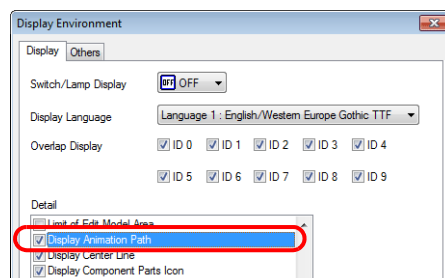 Display Environment
Display Others
Switch/Lamp Display OFF OFF
Display Language Language 1 : English/Western Europe Gothic TTF
Overlap Display ID 0 ID 1 ID 2 ID 3 ID 4
ID 5 ID 6 ID 7 ID 8 ID 9
Detail
Limit of Edit Model Area
Display Animation Path
Display Center Line
Display Component Parts Icon